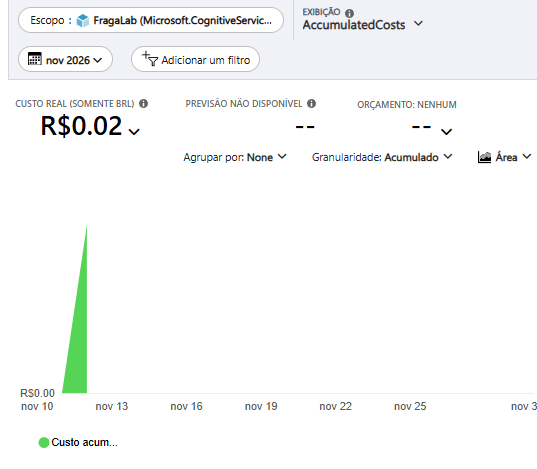 Escopo : FragaLab (Microsoft.CognitiveServic...
EXIBIÇÃO
AccumulatedCosts
nov 2026
Adicionar um filtro
CUSTO REAL (SOMENTE BRL)
R$0.02
PREVISÃO NÃO DISPONÍVEL
--
ORÇAMENTO: NENHUM
--
Agrupar por: None
Granularidade: Acumulado
Área
R$0.00
nov 10 nov 13 nov 16 nov 19 nov 22 nov 25 nov 3
Custo acum...